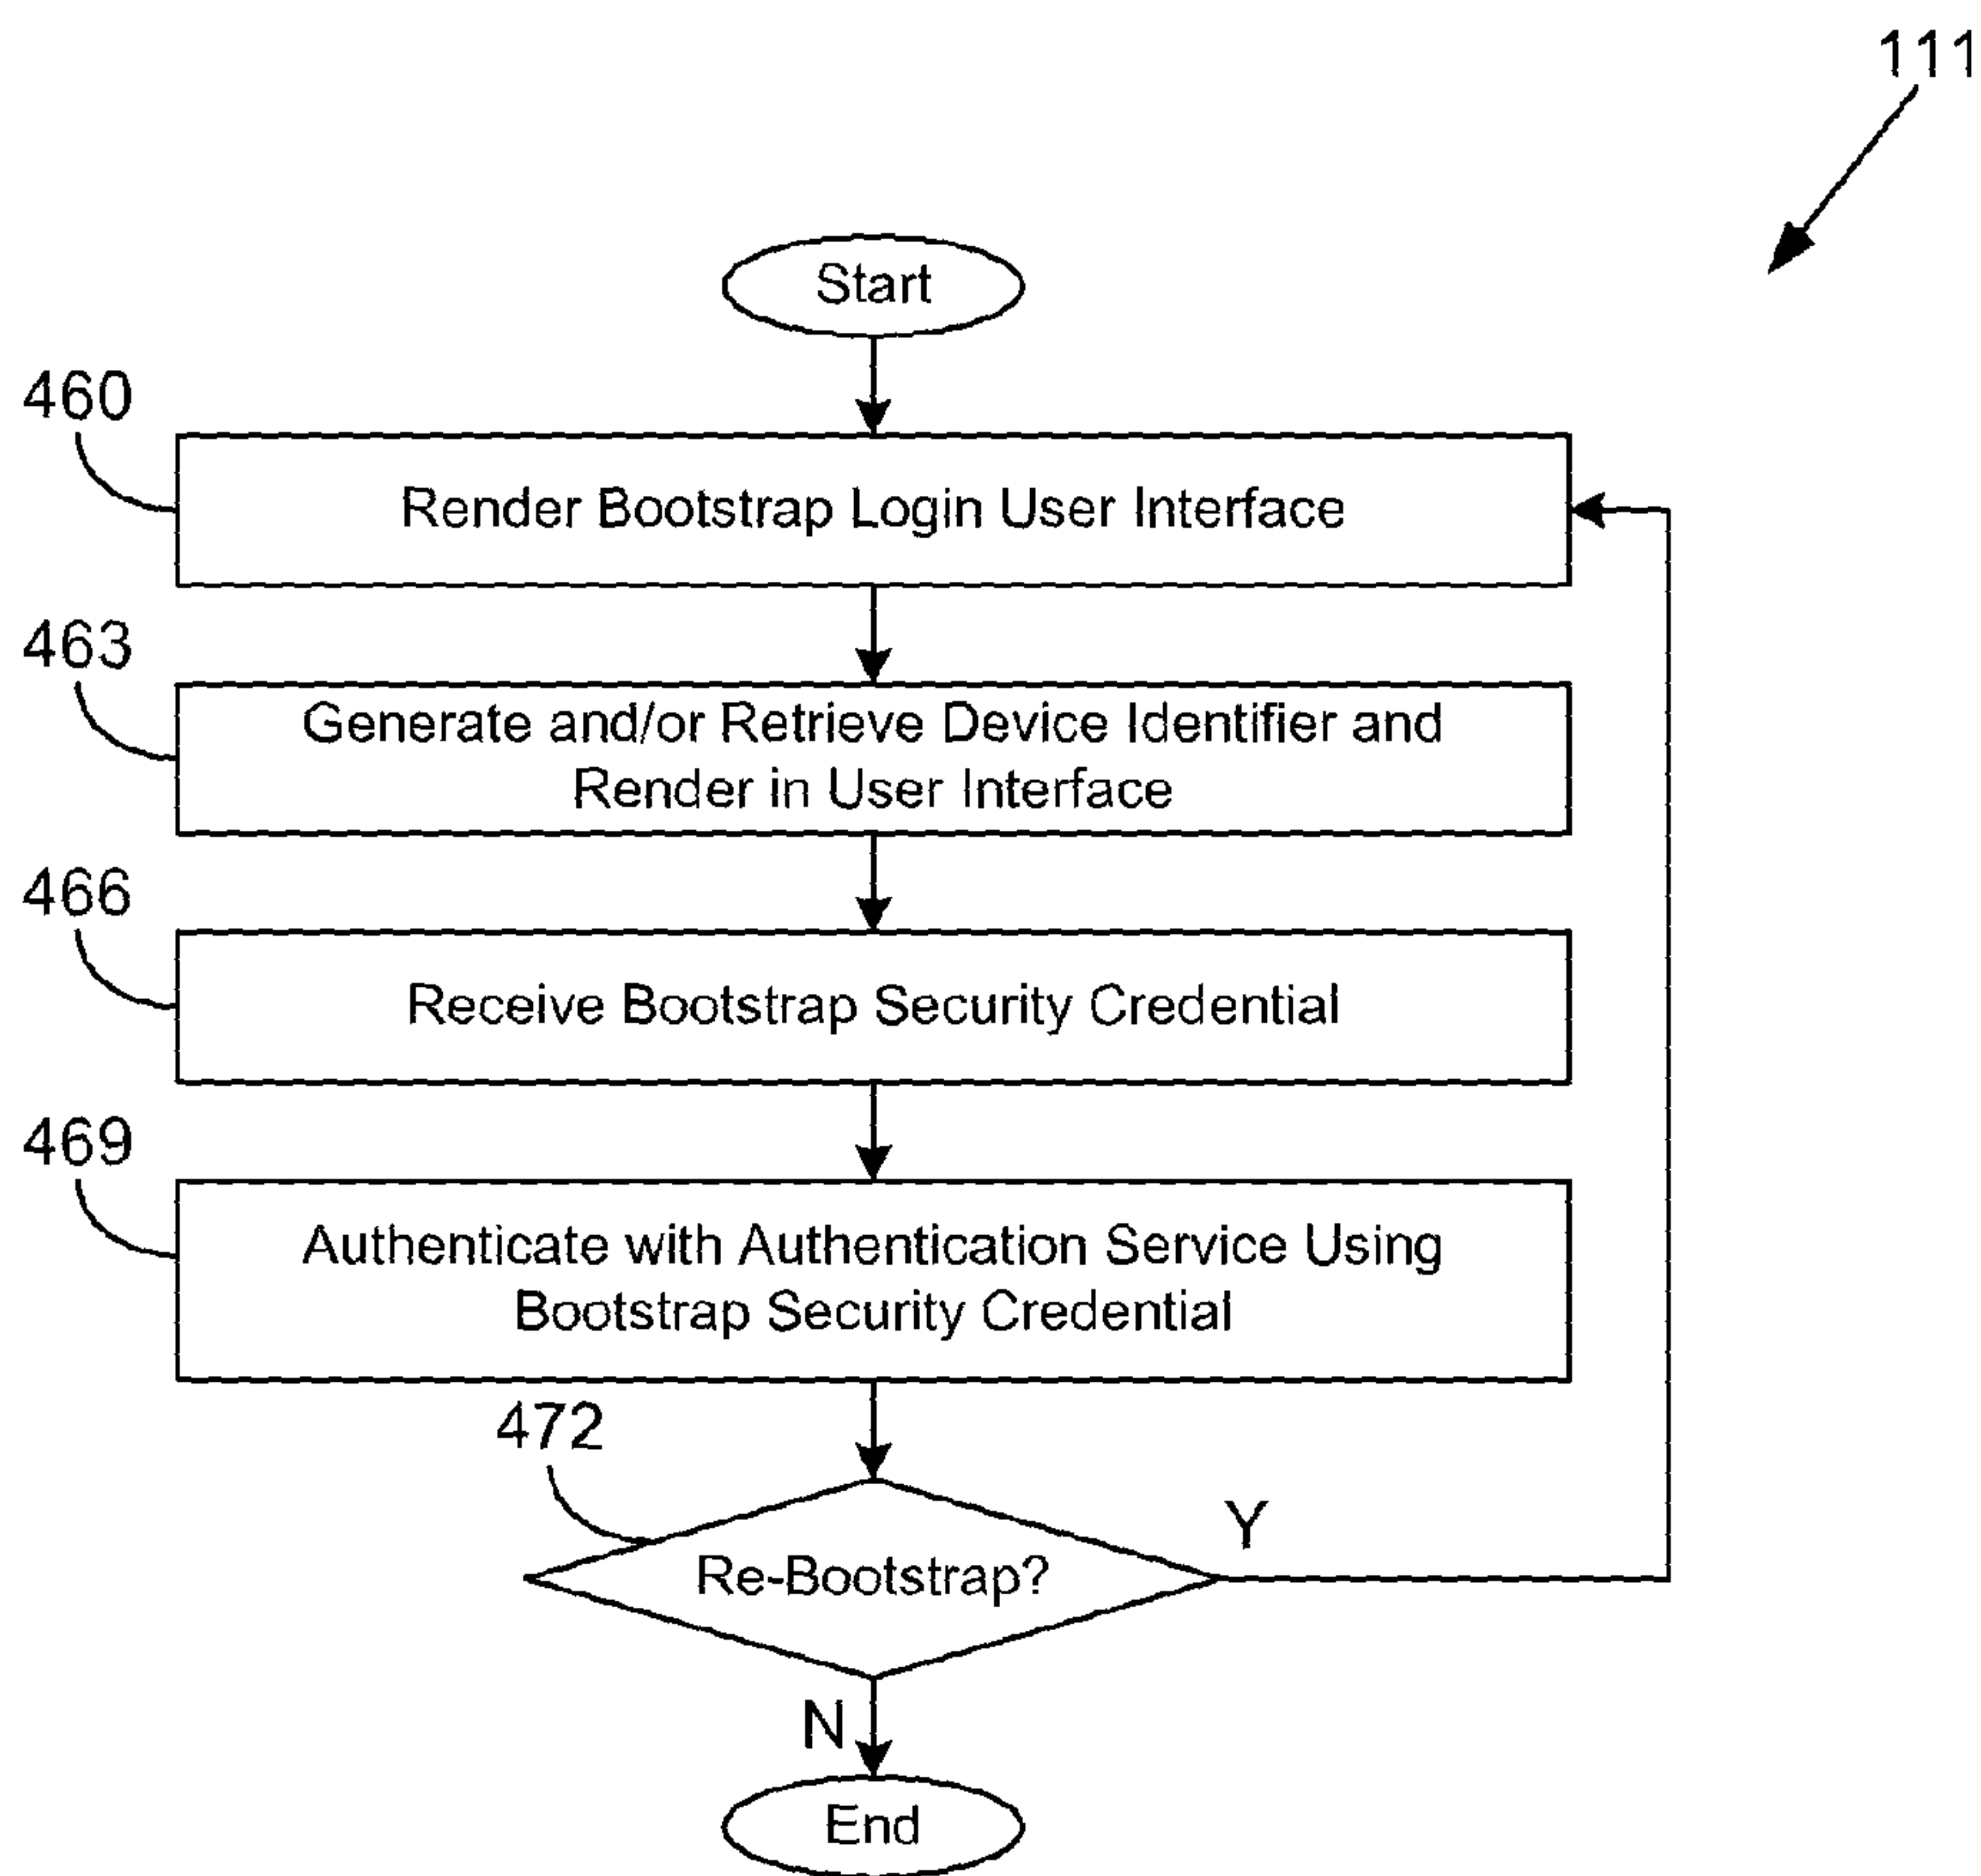 111
Start
460
Render Bootstrap Login User Interface
463
Generate and/or Retrieve Device Identifier and
Render in User Interface
466
Receive Bootstrap Security Credential
469
Authenticate with Authentication Service Using
Bootstrap Security Credential
472
Y
Re-Bootstrap?
N
End